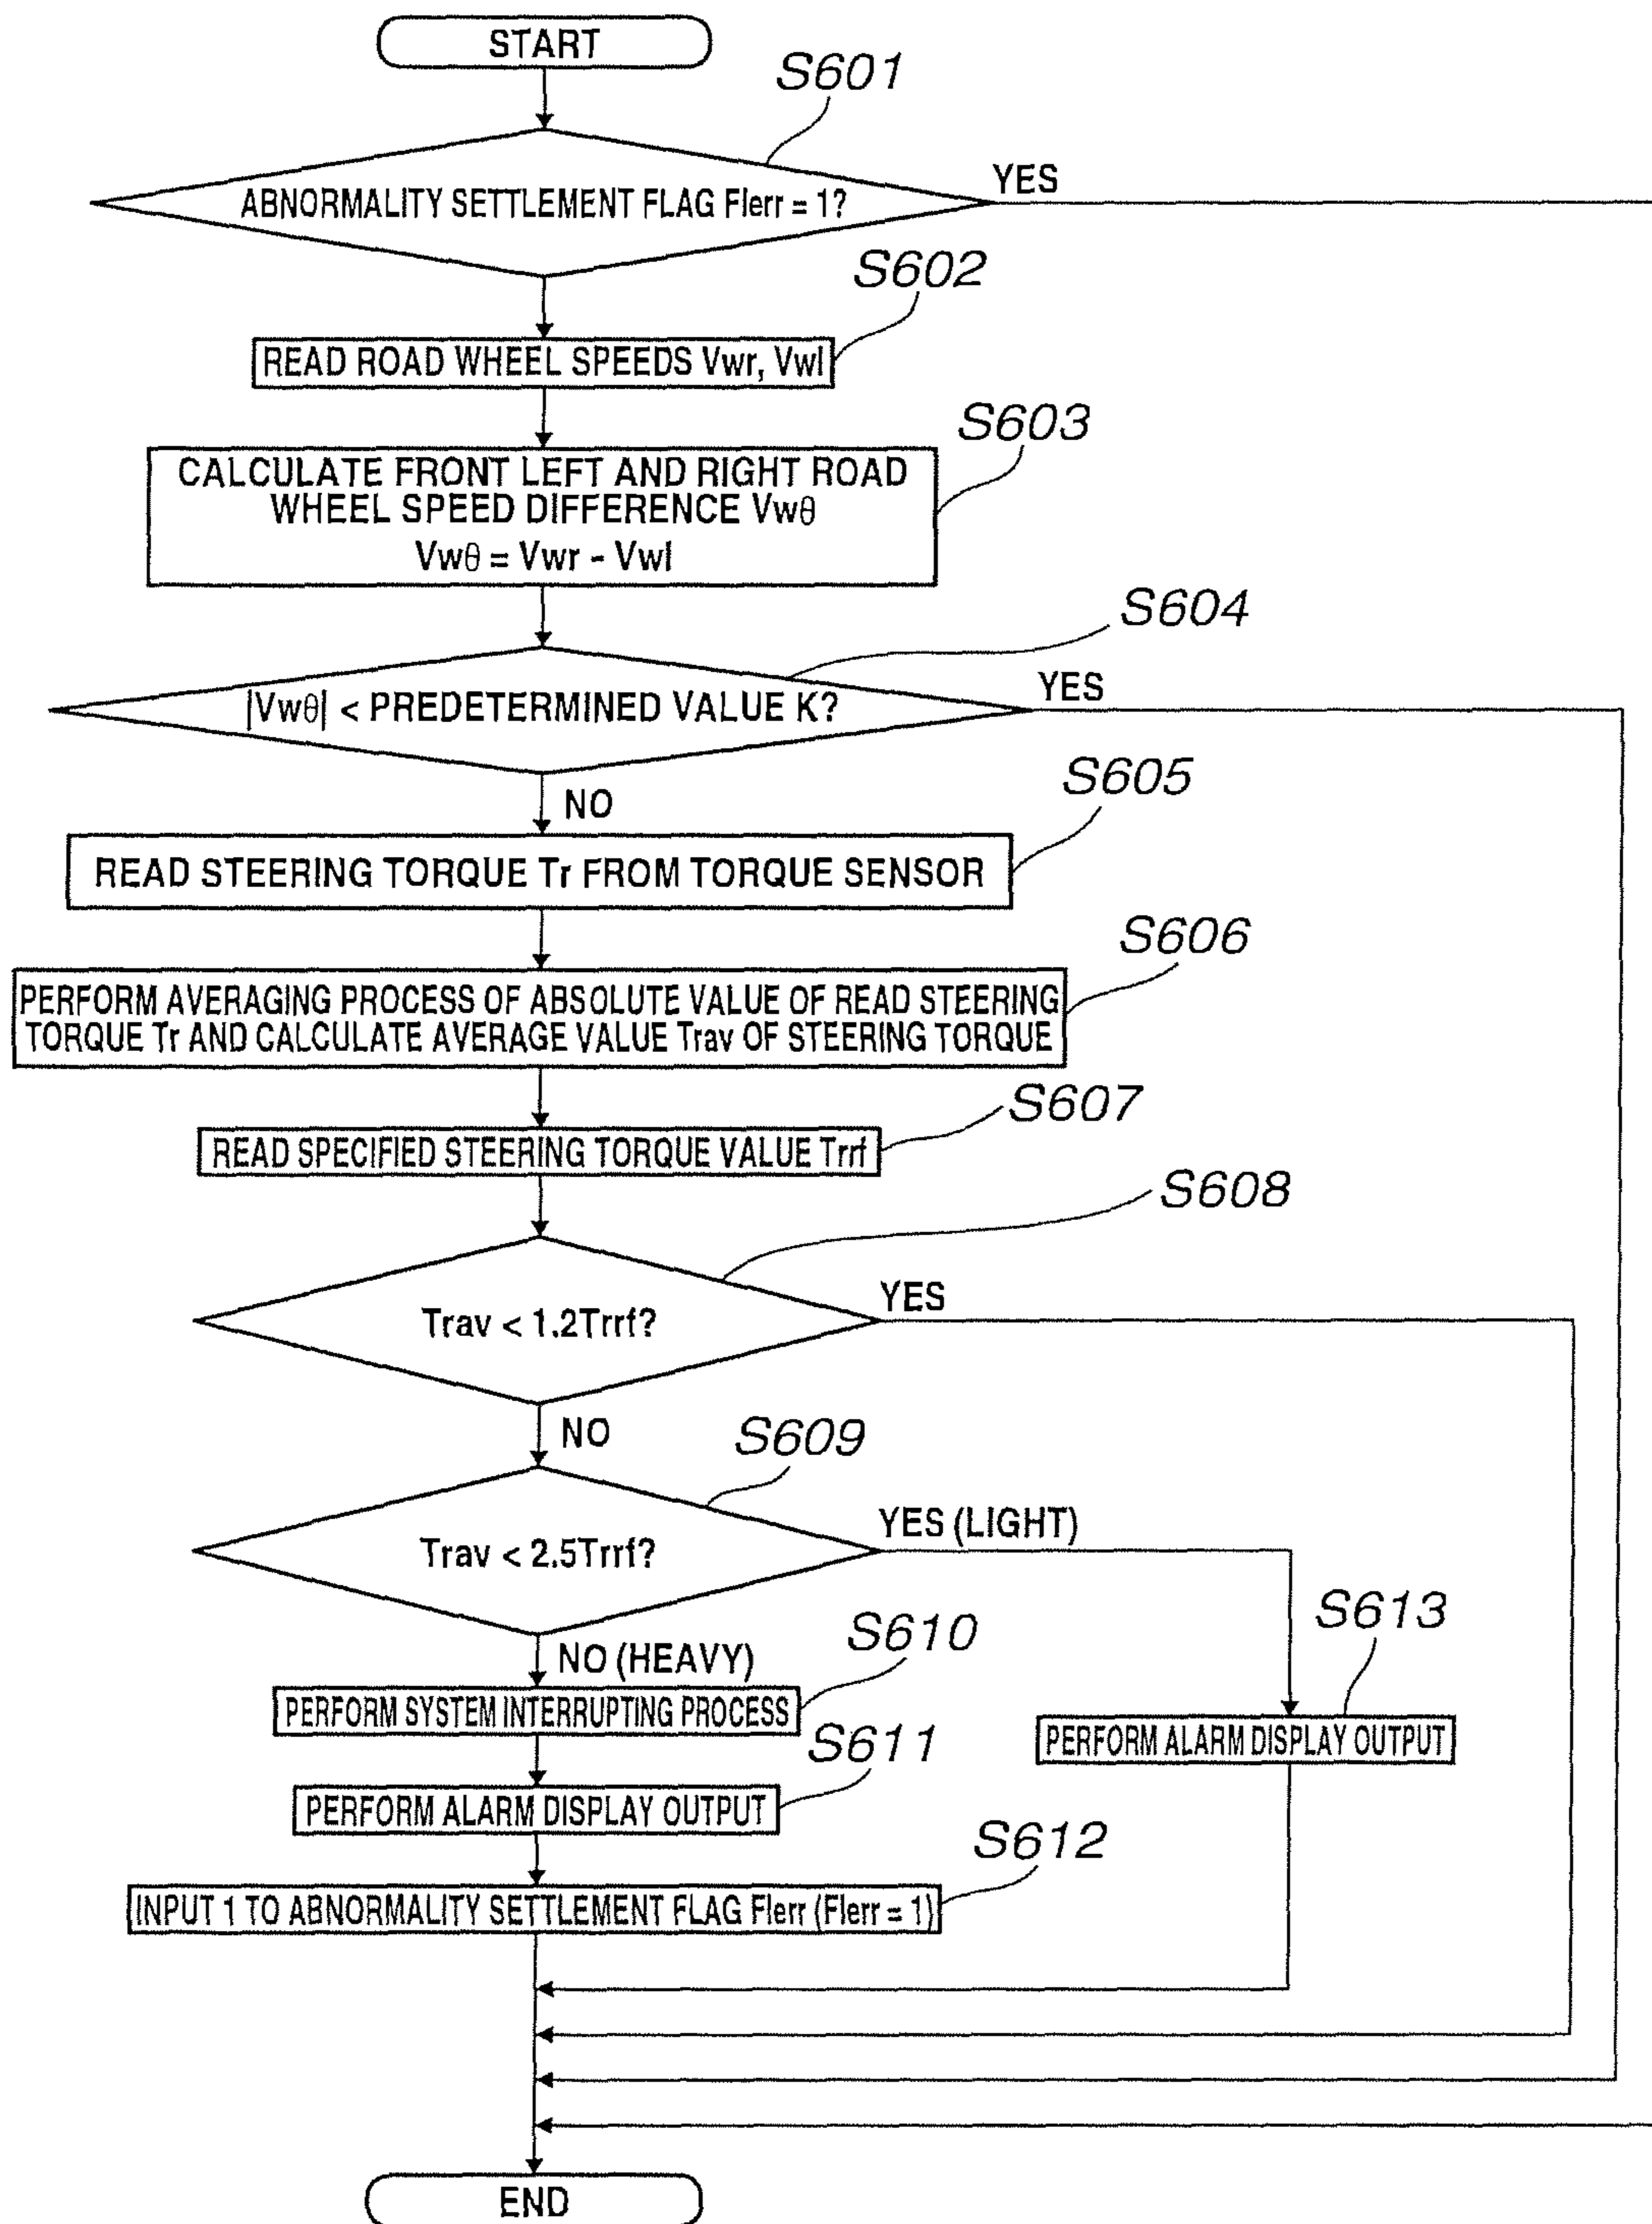 START
S601
ABNORMALITY SETTLEMENT FLAG Flerr = 1?
YES
S602
READ ROAD WHEEL SPEEDS Vwr, Vwl
S603
CALCULATE FRONT LEFT AND RIGHT ROAD
WHEEL SPEED DIFFERENCE Vwθ
Vwθ = Vwr - Vwl
S604
|Vwθ| < PREDETERMINED VALUE K?
YES
NO
S605
READ STEERING TORQUE Tr FROM TORQUE SENSOR
S606
PERFORM AVERAGING PROCESS OF ABSOLUTE VALUE OF READ STEERING
TORQUE Tr AND CALCULATE AVERAGE VALUE Trav OF STEERING TORQUE
S607
READ SPECIFIED STEERING TORQUE VALUE Trrf
S608
Trav < 1.2Trrf?
YES
NO
S609
Trav < 2.5Trrf?
YES (LIGHT)
NO (HEAVY)
S610
PERFORM SYSTEM INTERRUPTING PROCESS
S613
PERFORM ALARM DISPLAY OUTPUT
S611
PERFORM ALARM DISPLAY OUTPUT
S612
INPUT 1 TO ABNORMALITY SETTLEMENT FLAG Flerr (Flerr = 1)
END